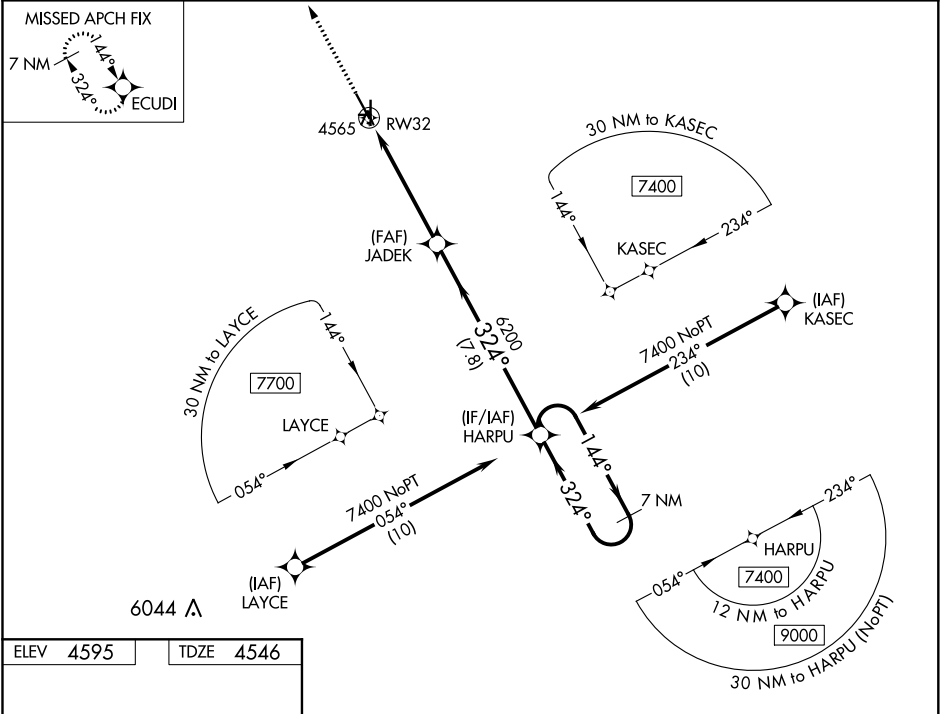 MISSED APCH FIX
7 NM
144°
324°
ECUDI
4565
RW32
30 NM to KASEC
7400
144°
234°
KASEC
(FAF)
JADEK
(IAF)
KASEC
7400 NoPT
234°
(10)
6200
324°
(7.8)
30 NM to LAYCE
144°
7700
LAYCE
054°
(IF/IAF)
HARPU
144°
324°
7 NM
7400 NoPT
054°
(10)
(IAF)
LAYCE
234°
HARPU
054°
7400
12 NM to HARPU
9000
30 NM to HARPU (NoPT)
6044
ELEV 4595
TDZE 4546